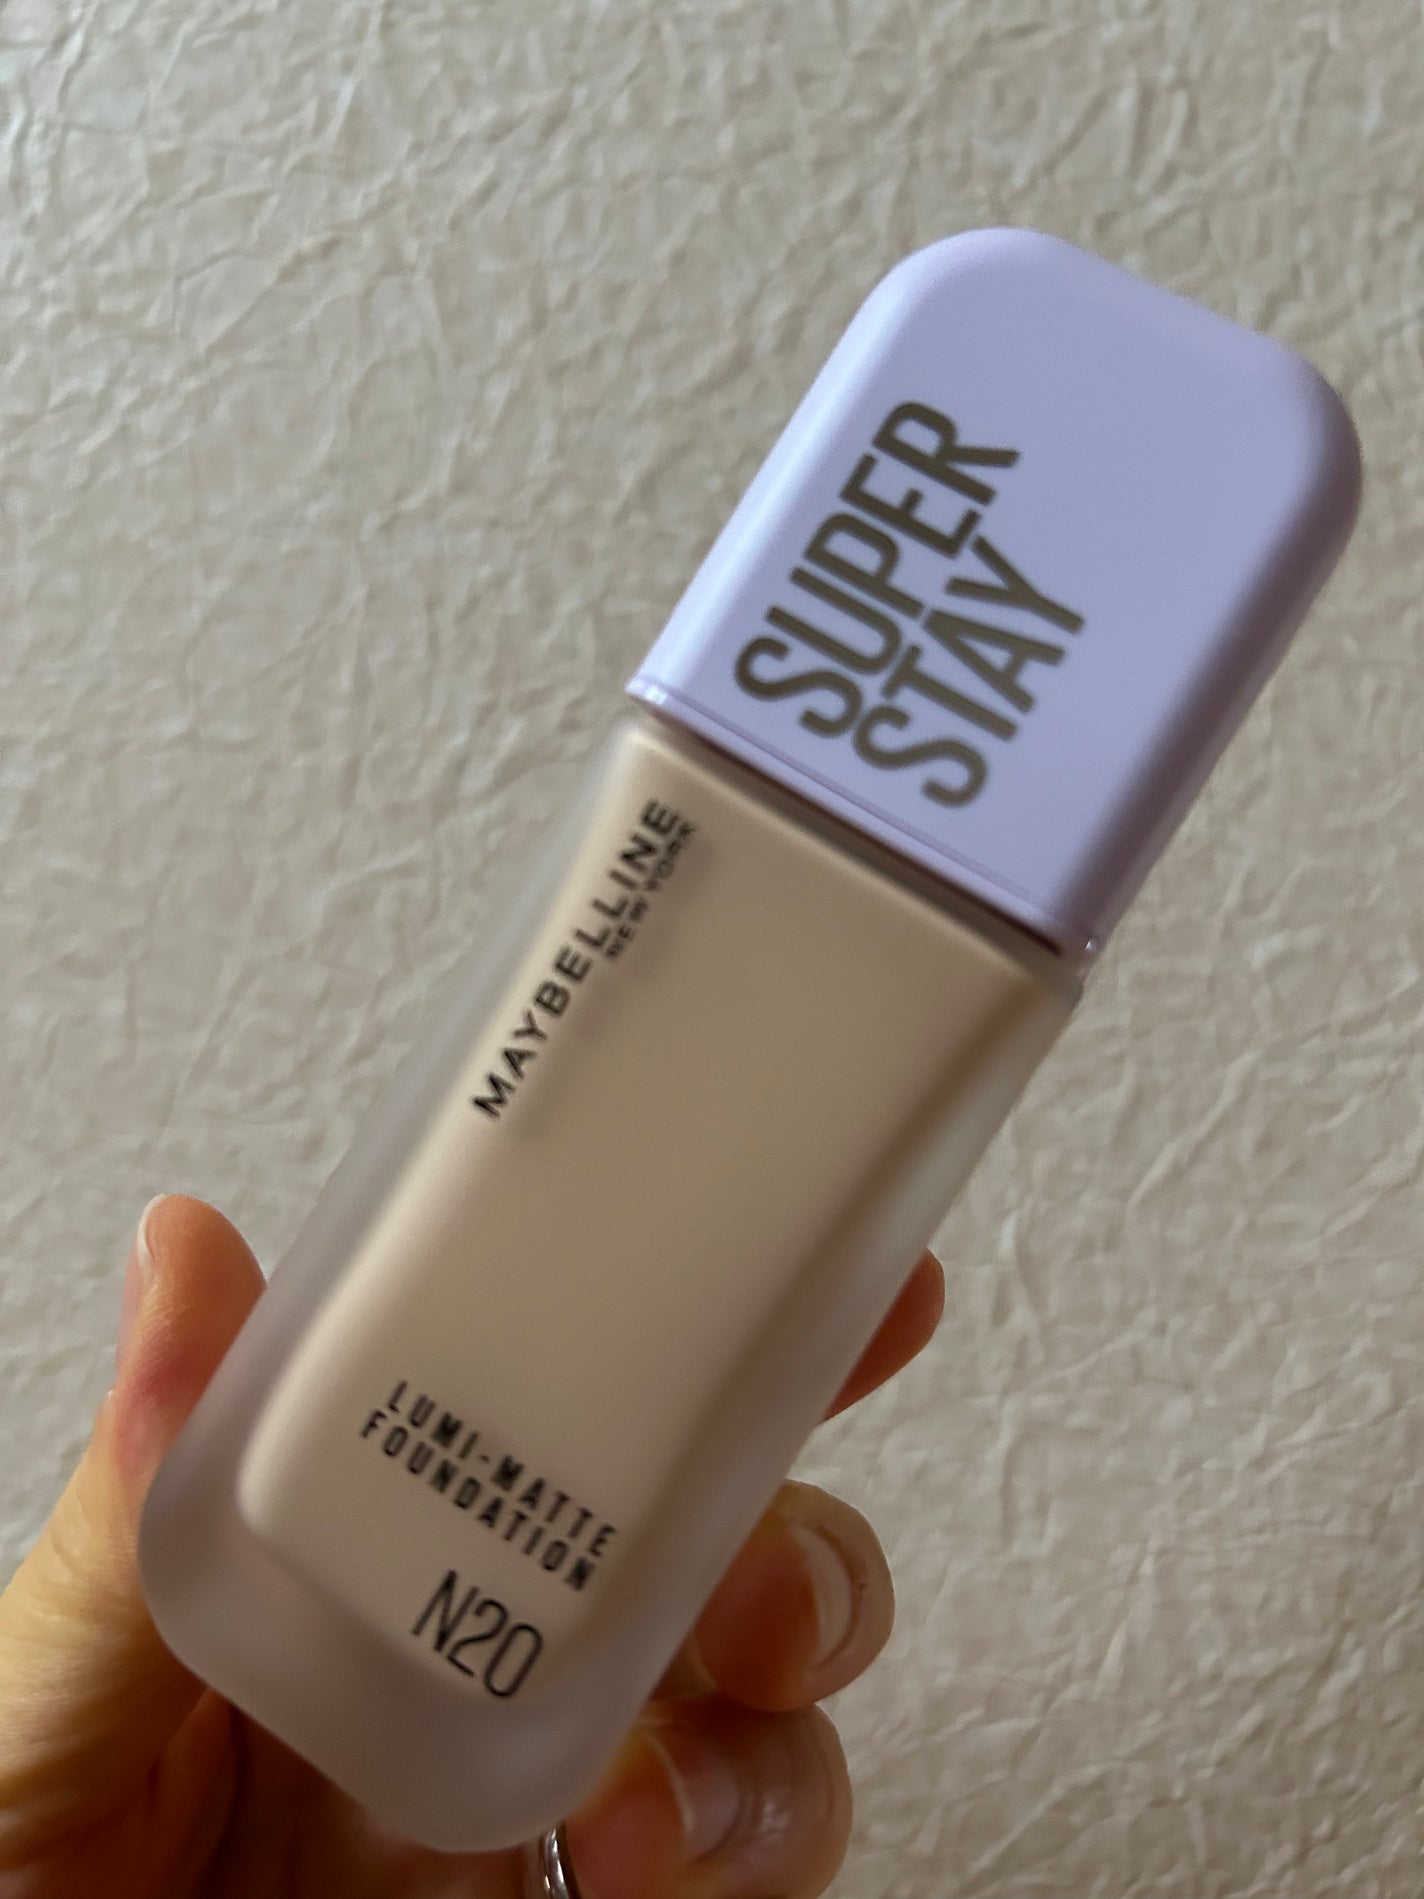 SUPER
STAY
MAYBELLINE
NEW YORK
LUMI-MATTE
FOUNDATION
N20